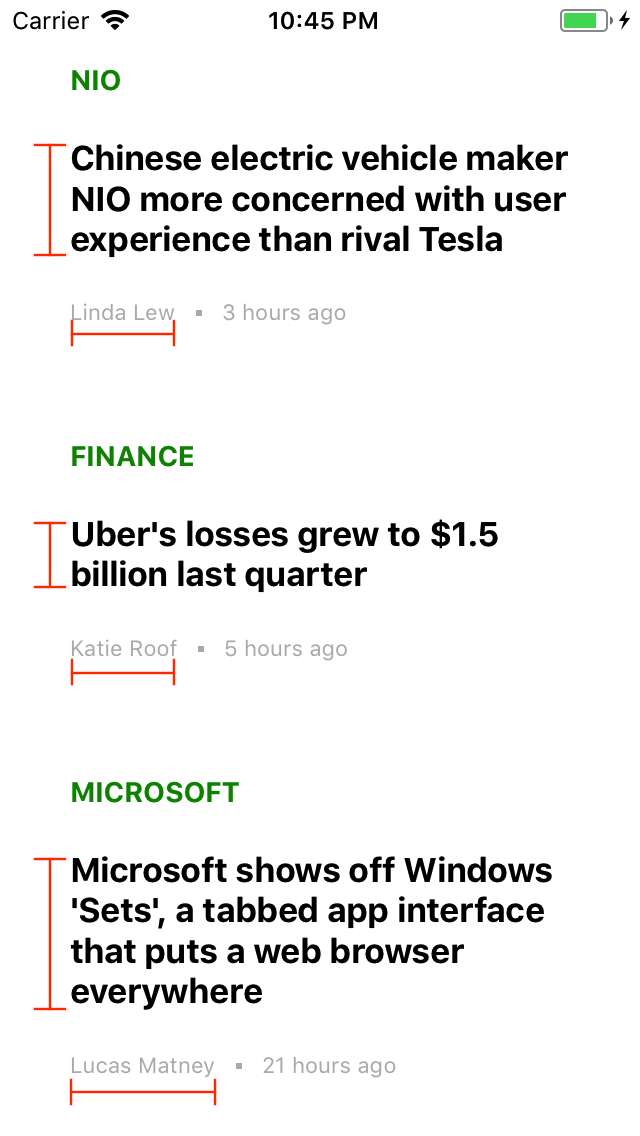 Carrier 10:45 PM
NIO
Chinese electric vehicle maker
NIO more concerned with user
experience than rival Tesla
Linda Lew ▪ 3 hours ago
FINANCE
Uber's losses grew to $1.5
billion last quarter
Katie Roof ▪ 5 hours ago
MICROSOFT
Microsoft shows off Windows
'Sets', a tabbed app interface
that puts a web browser
everywhere
Lucas Matney ▪ 21 hours ago